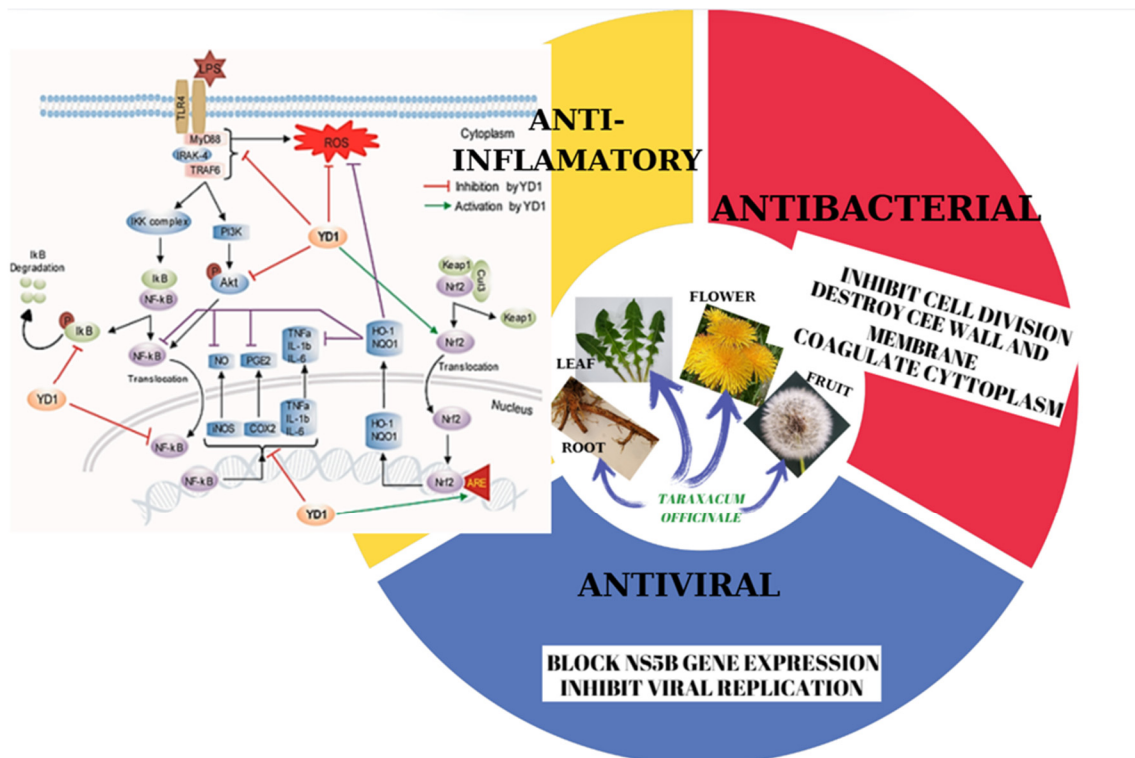 LPS
TLR4
MyD88
IRAK-4
TRAF6
ROS
Cytoplasm
Inhibition by YD1
Activation by YD1
IKK complex
PI3K
YD1
IkB
Degradation
IkB
NF-kB
P
Akt
Keap1
Nrf2
Cul3
Keap1
P
IkB
NF-kB
NO
PGE2
TNFa
IL-1b
IL-6
HO-1
NQO1
Nrf2
Translocation
Translocation
YD1
Nucleus
NF-kB
iNOS
COX2
TNFa
IL-1b
IL-6
HO-1
NQO1
Nrf2
NF-kB
Nrf2
ARE
YD1
ANTI-
INFLAMATORY
ANTIBACTERIAL
INHIBIT CELL DIVISION
DESTROY CEE WALL AND
MEMBRANE
COAGULATE CYTTOPLASM
FLOWER
LEAF
FRUIT
ROOT
TARAXACUM
OFFICINALE
ANTIVIRAL
BLOCK NS5B GENE EXPRESSION
INHIBIT VIRAL REPLICATION